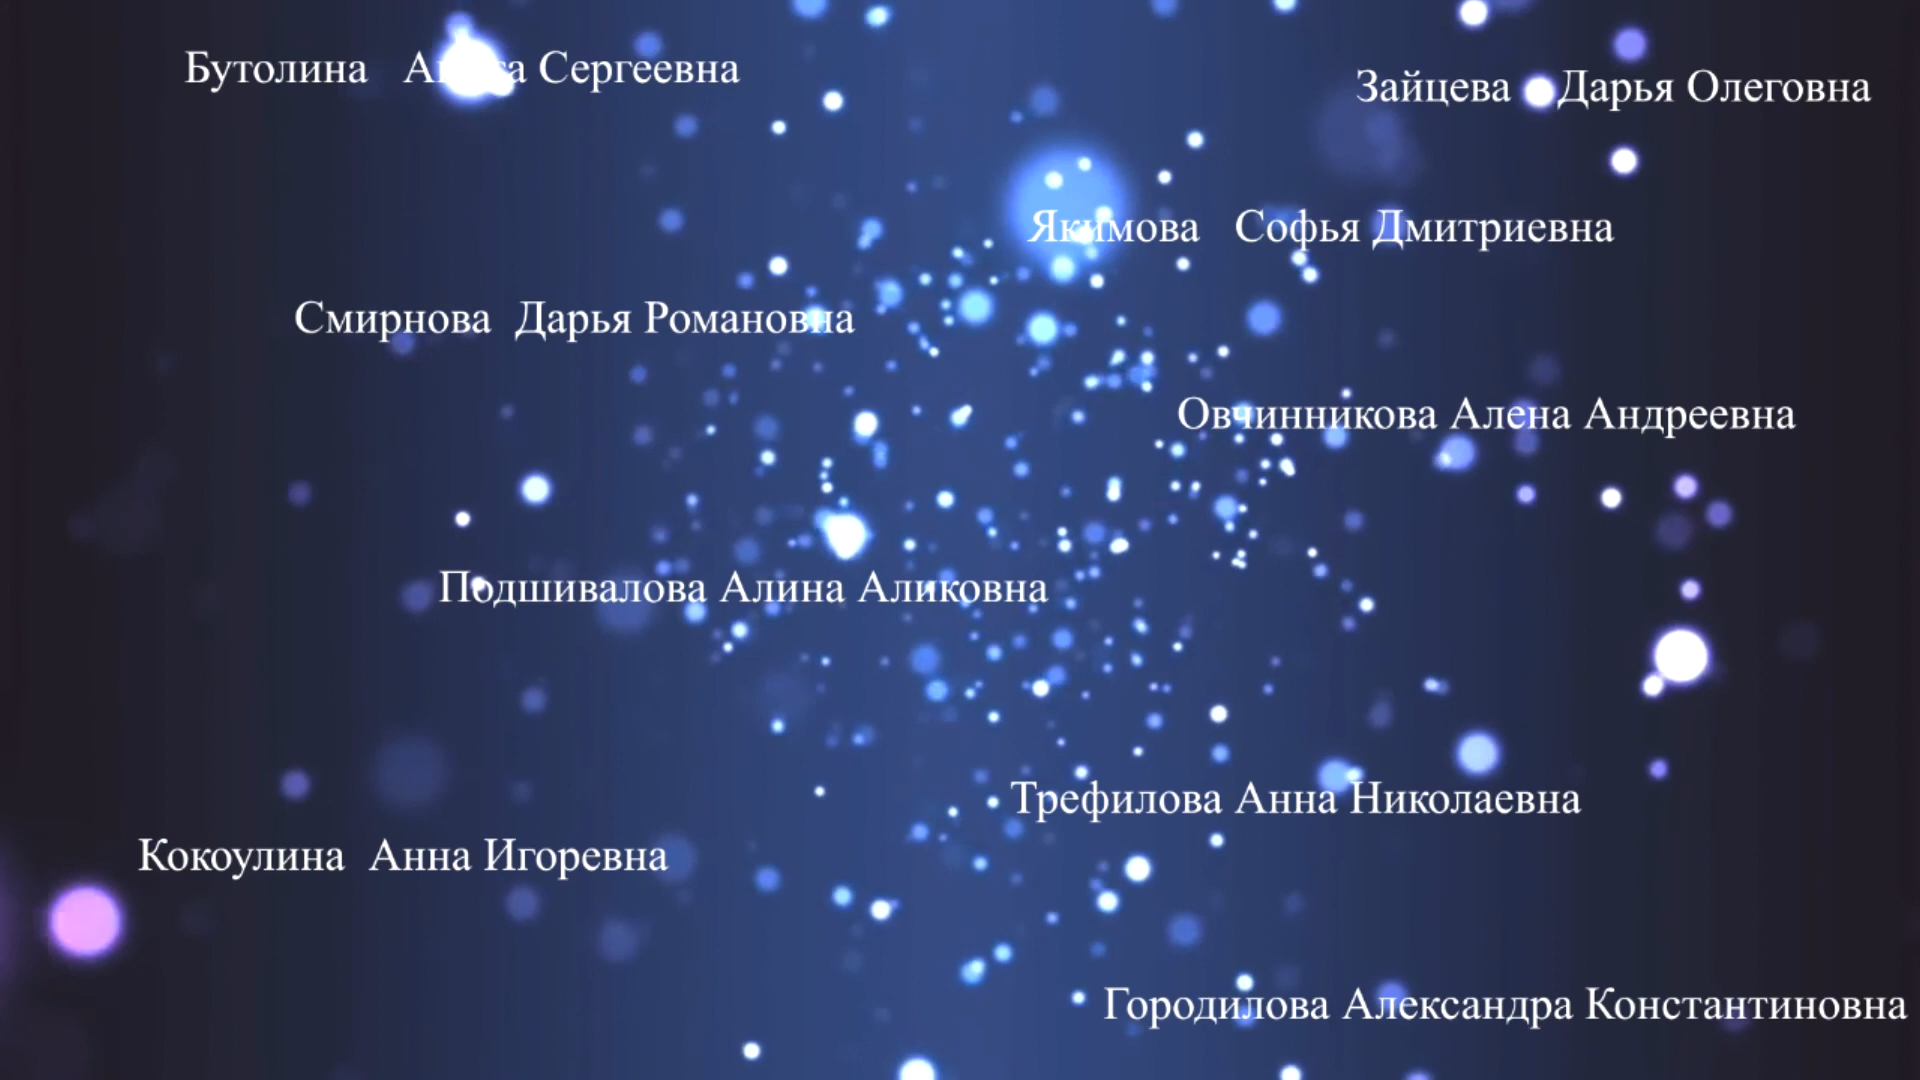 Бутолина Сергеевна
Зайцева Дарья Олеговна
Якимова Софья Дмитриевна
Смирнова Дарья Романовна
Овчинникова Алена Андреевна
Подшивалова Алина Аликовна
Трефилова Анна Николаевна
Кокоулина Анна Игоревна
Городилова Александра Константиновна